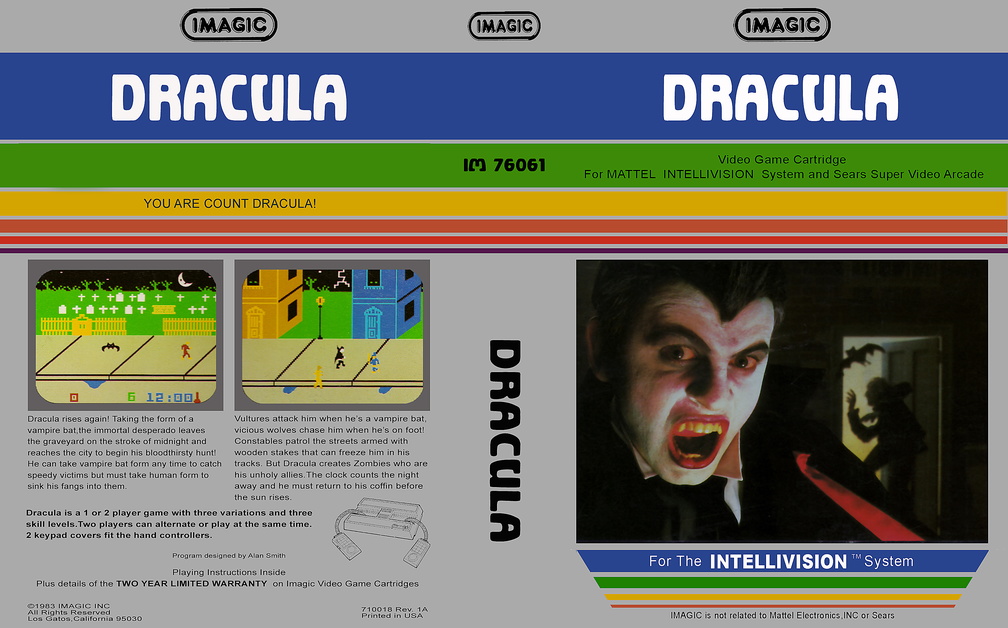 IMAGIC
DRACULA
YOU ARE COUNT DRACULA!
0 6 12:00
Dracula rises again! Taking the form of a
vampire bat,the immortal desperado leaves
the graveyard on the stroke of midnight and
reaches the city to begin his bloodthirsty hunt!
He can take vampire bat form any time to catch
speedy victims but must take human form to
sink his fangs into them.
Vultures attack him when he's a vampire bat,
vicious wolves chase him when he's on foot!
Constables patrol the streets armed with
wooden stakes that can freeze him in his
tracks. But Dracula creates Zombies who are
his unholy allies.The clock counts the night
away and he must return to his coffin before
the sun rises.
Dracula is a 1 or 2 player game with three variations and three
skill levels.Two players can alternate or play at the same time.
2 keypad covers fit the hand controllers.
Program designed by Alan Smith
Playing Instructions Inside
Plus details of the TWO YEAR LIMITED WARRANTY on Imagic Video Game Cartridges
©1983 IMAGIC INC
All Rights Reserved
Los Gatos,California 95030
710018 Rev. 1A
Printed in USA
IMAGIC
IM 76061
DRACULA
IMAGIC
DRACULA
Video Game Cartridge
For MATTEL INTELLIVISION System and Sears Super Video Arcade
For The INTELLIVISION™ System
IMAGIC is not related to Mattel Electronics,INC or Sears